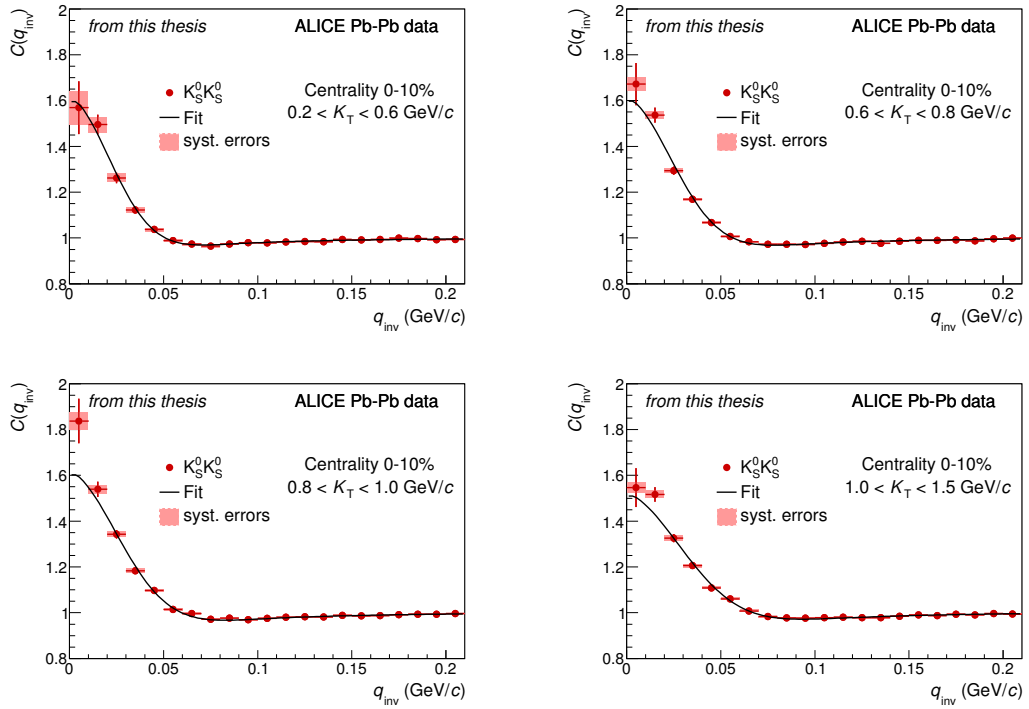 C(q_inv)
2
1.8
1.6
1.4
1.2
1
0.8
from this thesis
ALICE Pb-Pb data
K⁰_S K⁰_S
Fit
syst. errors
Centrality 0-10%
0.2 < K_T < 0.6 GeV/c
0
0.05
0.1
0.15
0.2
q_inv (GeV/c)
C(q_inv)
2
1.8
1.6
1.4
1.2
1
0.8
from this thesis
ALICE Pb-Pb data
K⁰_S K⁰_S
Fit
syst. errors
Centrality 0-10%
0.6 < K_T < 0.8 GeV/c
0
0.05
0.1
0.15
0.2
q_inv (GeV/c)
C(q_inv)
2
1.8
1.6
1.4
1.2
1
0.8
from this thesis
ALICE Pb-Pb data
K⁰_S K⁰_S
Fit
syst. errors
Centrality 0-10%
0.8 < K_T < 1.0 GeV/c
0
0.05
0.1
0.15
0.2
q_inv (GeV/c)
C(q_inv)
2
1.8
1.6
1.4
1.2
1
0.8
from this thesis
ALICE Pb-Pb data
K⁰_S K⁰_S
Fit
syst. errors
Centrality 0-10%
1.0 < K_T < 1.5 GeV/c
0
0.05
0.1
0.15
0.2
q_inv (GeV/c)